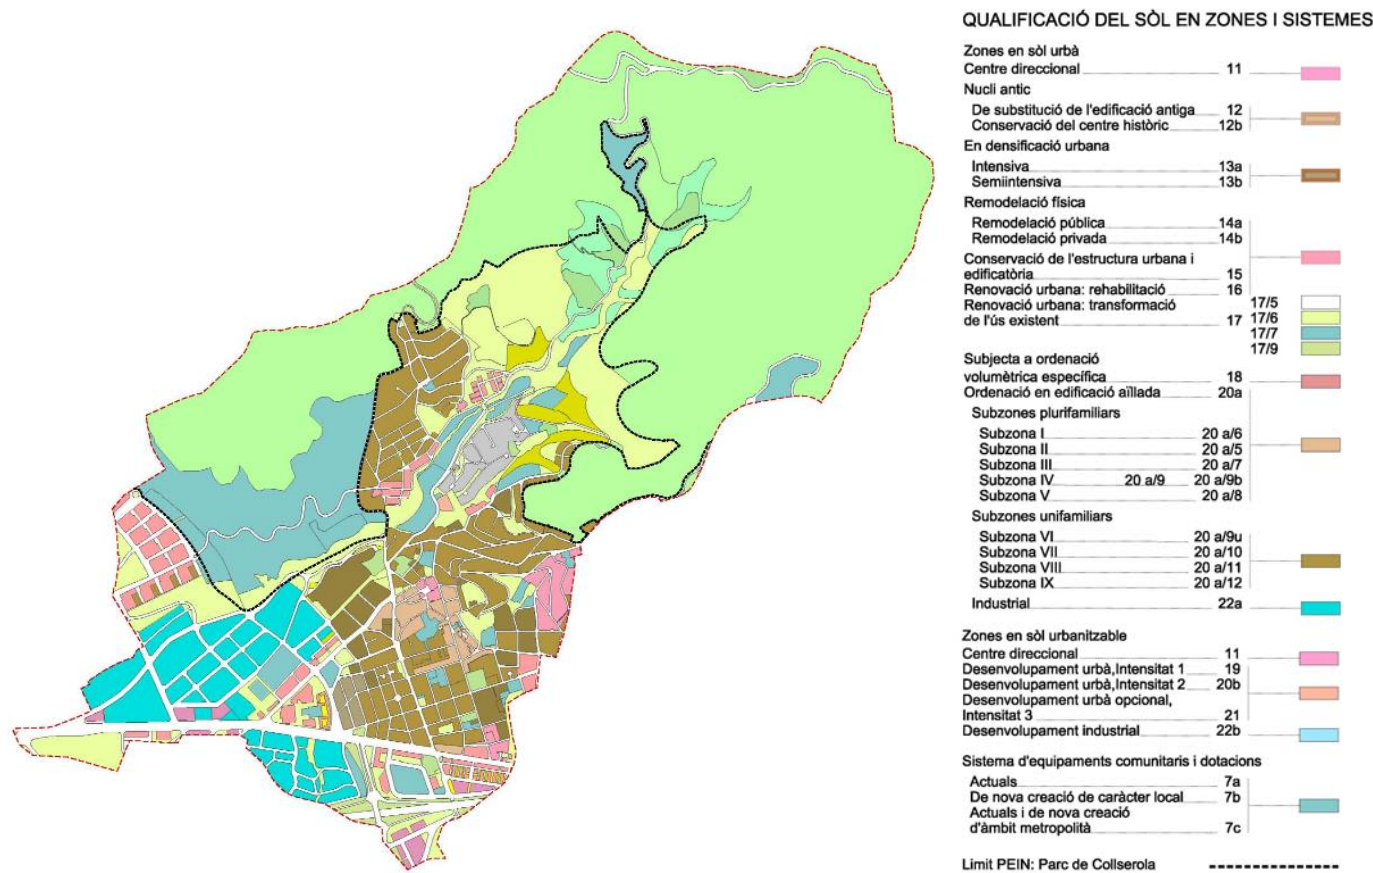 QUALIFICACIÓ DEL SÒL EN ZONES I SISTEMES
Zones en sòl urbà
Centre direccional 11
Nucli antic
De substitució de l'edificació antiga 12
Conservació del centre històric 12b
En densificació urbana
Intensiva 13a
Semiintensiva 13b
Remodelació física
Remodelació pública 14a
Remodelació privada 14b
Conservació de l'estructura urbana i
edificatòria 15
Renovació urbana: rehabilitació 16
Renovació urbana: transformació 17/5
de l'ús existent 17 17/6
17/7
17/9
Subjecta a ordenació
volumètrica específica 18
Ordenación en edificació aïllada 20a
Subzones plurifamiliars
Subzona I 20 a/6
Subzona II 20 a/5
Subzona III 20 a/7
Subzona IV 20 a/9 20 a/9b
Subzona V 20 a/8
Subzones unifamiliars
Subzona VI 20 a/9u
Subzona VII 20 a/10
Subzona VIII 20 a/11
Subzona IX 20 a/12
Industrial 22a
Zones en sòl urbanitzable
Centre direccional 11
Desenvolupament urbà,Intensitat 1 19
Desenvolupament urbà,Intensitat 2 20b
Desenvolupament urbà opcional,
Intensitat 3 21
Desenvolupament industrial 22b
Sistema d'equipaments comunitaris i dotacions
Actuals 7a
De nova creació de caràcter local 7b
Actuals i de nova creació
d'àmbit metropolità 7c
Limit PEIN: Parc de Collserola